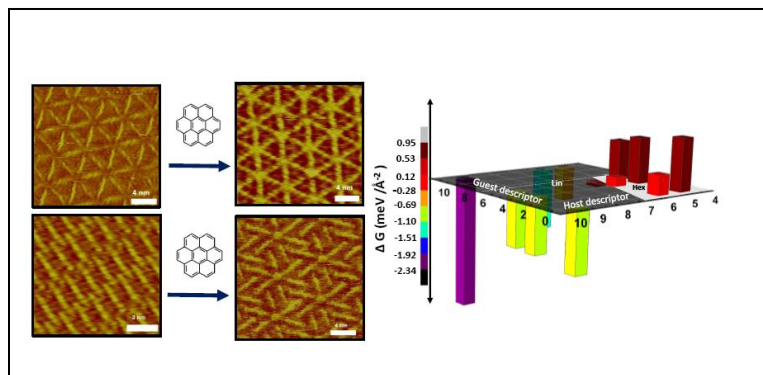 4 nm
4 nm
3 nm
4 nm
Δ G (meV /Å-2)
0.95
0.53
0.12
-0.28
-0.69
-1.10
-1.51
-1.92
-2.34
Guest descriptor
Host descriptor
Lin
Hex
10
8
6
4
2
0
10
9
8
7
6
5
4